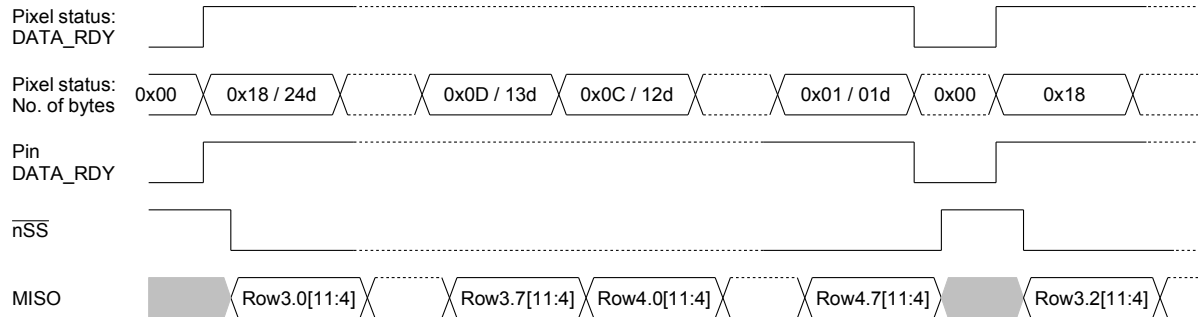 Pixel status:
DATA_RDY
Pixel status:
No. of bytes
0x00 0x18 / 24d 0x0D / 13d 0x0C / 12d 0x01 / 01d 0x00 0x18
Pin
DATA_RDY
nSS
MISO
Row3.0[11:4] Row3.7[11:4] Row4.0[11:4] Row4.7[11:4] Row3.2[11:4]